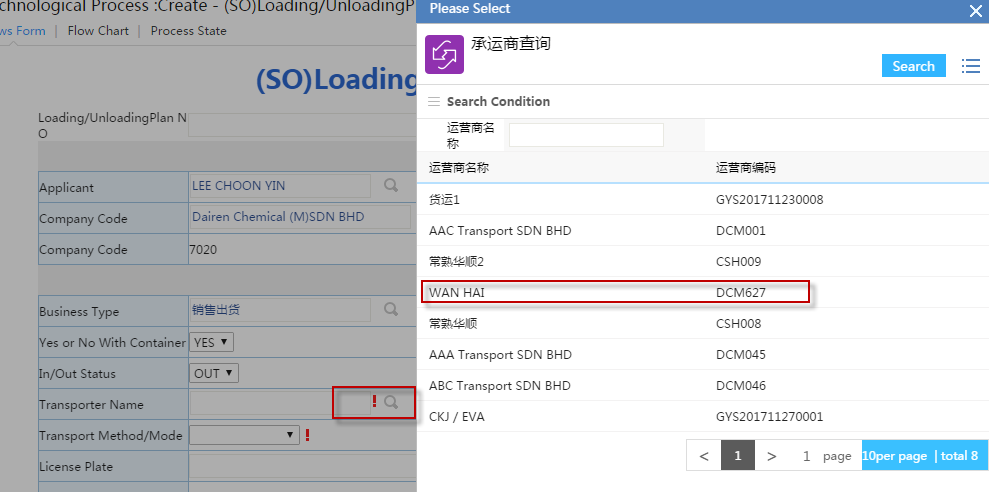 chnological Process :Create - (SO)Loading/UnloadingP
ws Form | Flow Chart | Process State
(SO)Loading
Loading/UnloadingPlan N
O
Applicant LEE CHOON YIN
Company Code Dairen Chemical (M)SDN BHD
Company Code 7020
Business Type 销售出货
Yes or No With Container YES
In/Out Status OUT
Transporter Name !
Transport Method/Mode !
License Plate
Please Select
承运商查询
Search
Search Condition
运营商名
称
运营商名称 运营商编码
货运1 GYS201711230008
AAC Transport SDN BHD DCM001
常熟华顺2 CSH009
WAN HAI DCM627
常熟华顺 CSH008
AAA Transport SDN BHD DCM045
ABC Transport SDN BHD DCM046
CKJ / EVA GYS201711270001
< 1 > 1 page 10per page | total 8